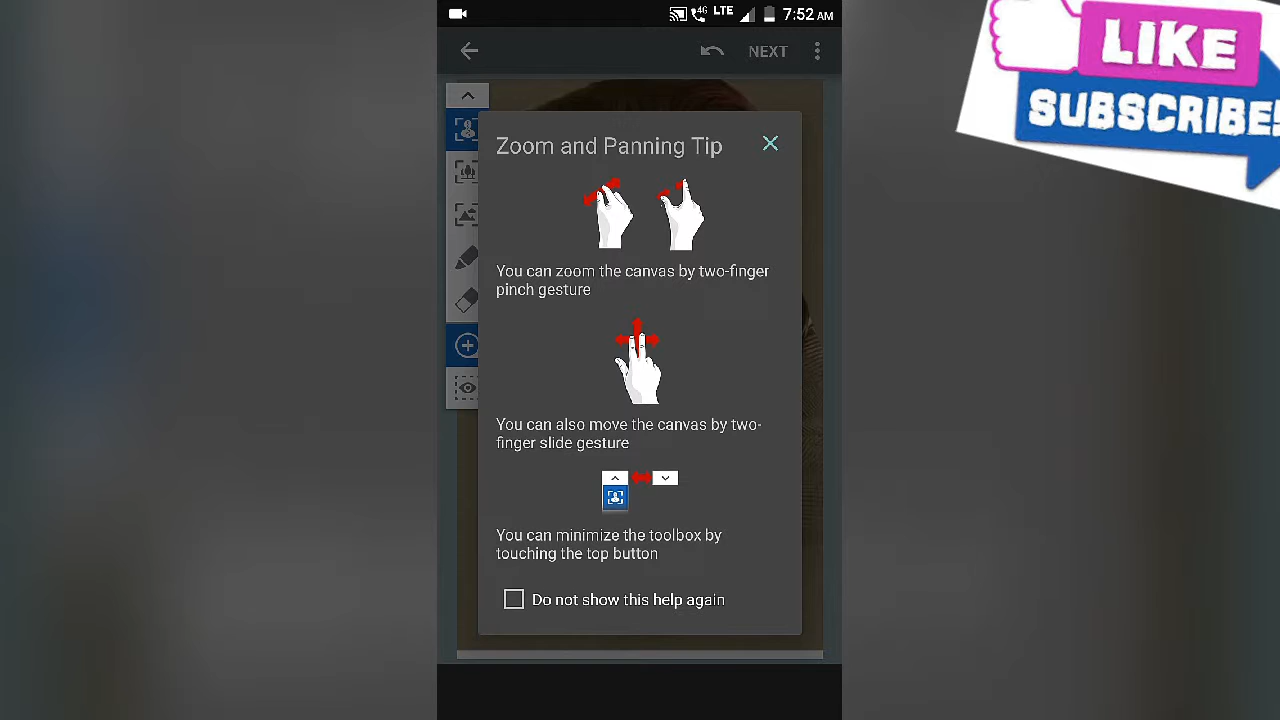 46 LTE 7:52 AM
NEXT
LIKE
SUBSCRIBE!
Zoom and Panning Tip
You can zoom the canvas by two-finger
pinch gesture
You can also move the canvas by two-
finger slide gesture
You can minimize the toolbox by
touching the top button
Do not show this help again